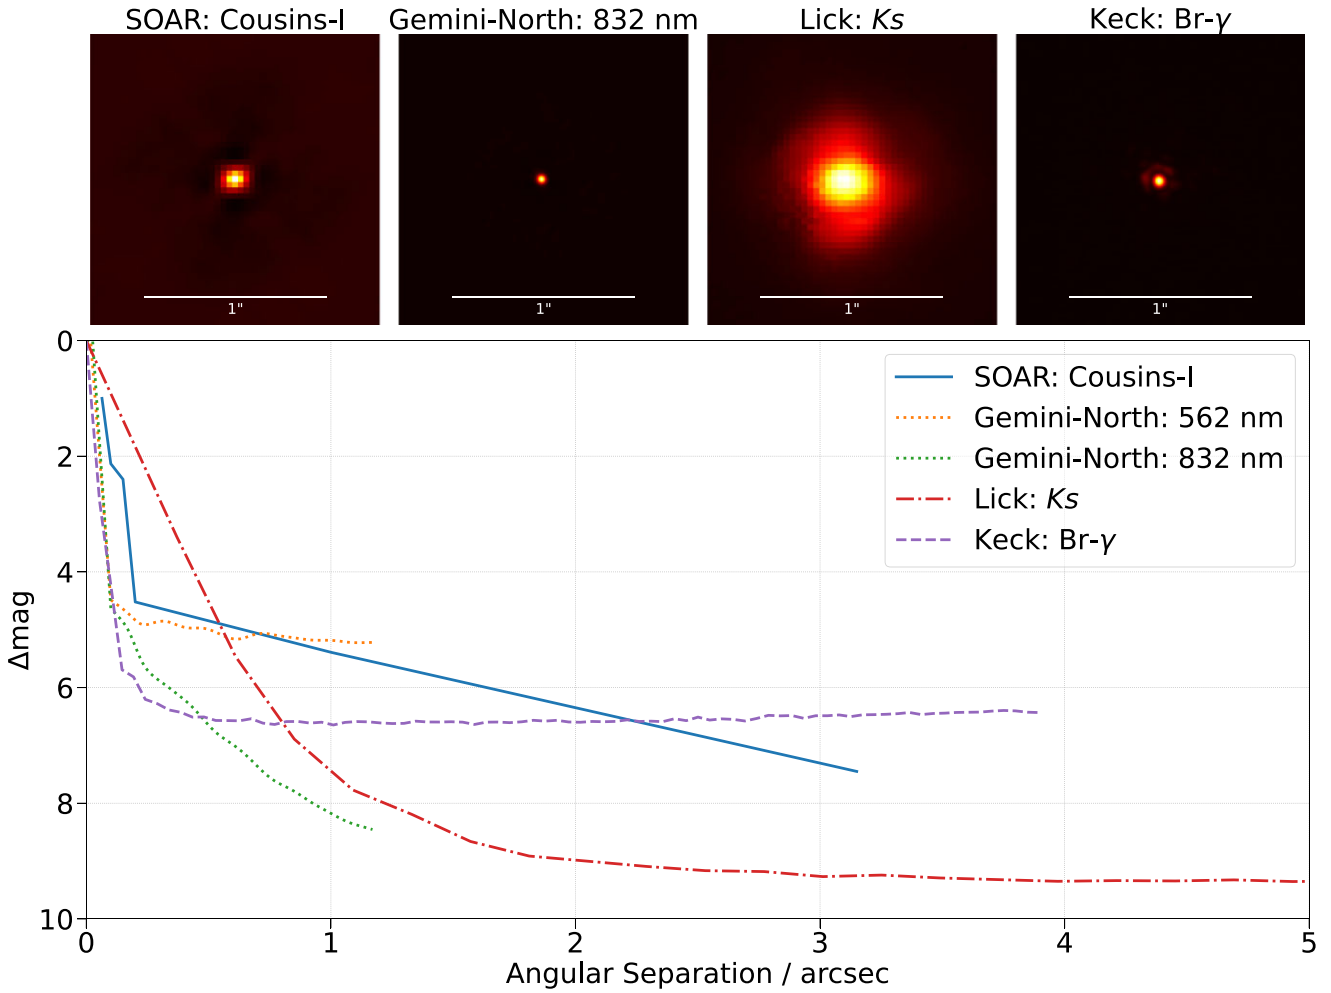 SOAR: Cousins-I
Gemini-North: 832 nm
Lick: Ks
Keck: Br-γ
1"
1"
1"
1"
0
2
4
6
8
10
Δmag
SOAR: Cousins-I
Gemini-North: 562 nm
Gemini-North: 832 nm
Lick: Ks
Keck: Br-γ
0
1
2
3
4
5
Angular Separation / arcsec